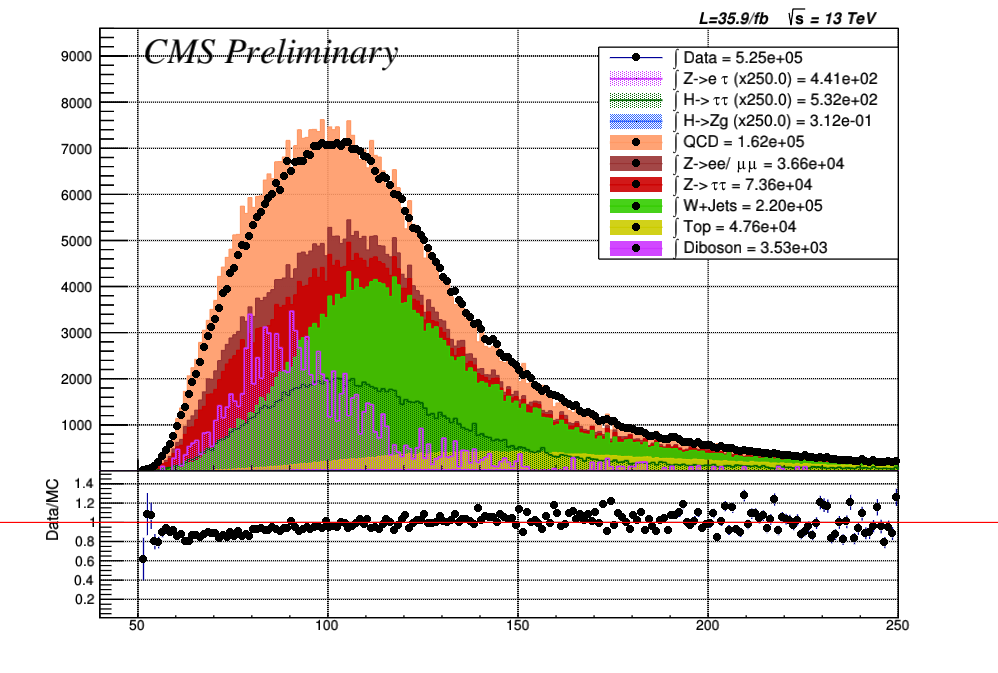 L=35.9/fb √s = 13 TeV
CMS Preliminary
∫ Data = 5.25e+05
∫ Z->e τ (x250.0) = 4.41e+02
∫ H-> ττ (x250.0) = 5.32e+02
∫ H->Zg (x250.0) = 3.12e-01
∫ QCD = 1.62e+05
∫ Z->ee/ μμ = 3.66e+04
∫ Z-> ττ = 7.36e+04
∫ W+Jets = 2.20e+05
∫ Top = 4.76e+04
∫ Diboson = 3.53e+03
9000
8000
7000
6000
5000
4000
3000
2000
1000
Data/MC
1.4
1.2
1
0.8
0.6
0.4
0.2
50 100 150 200 250